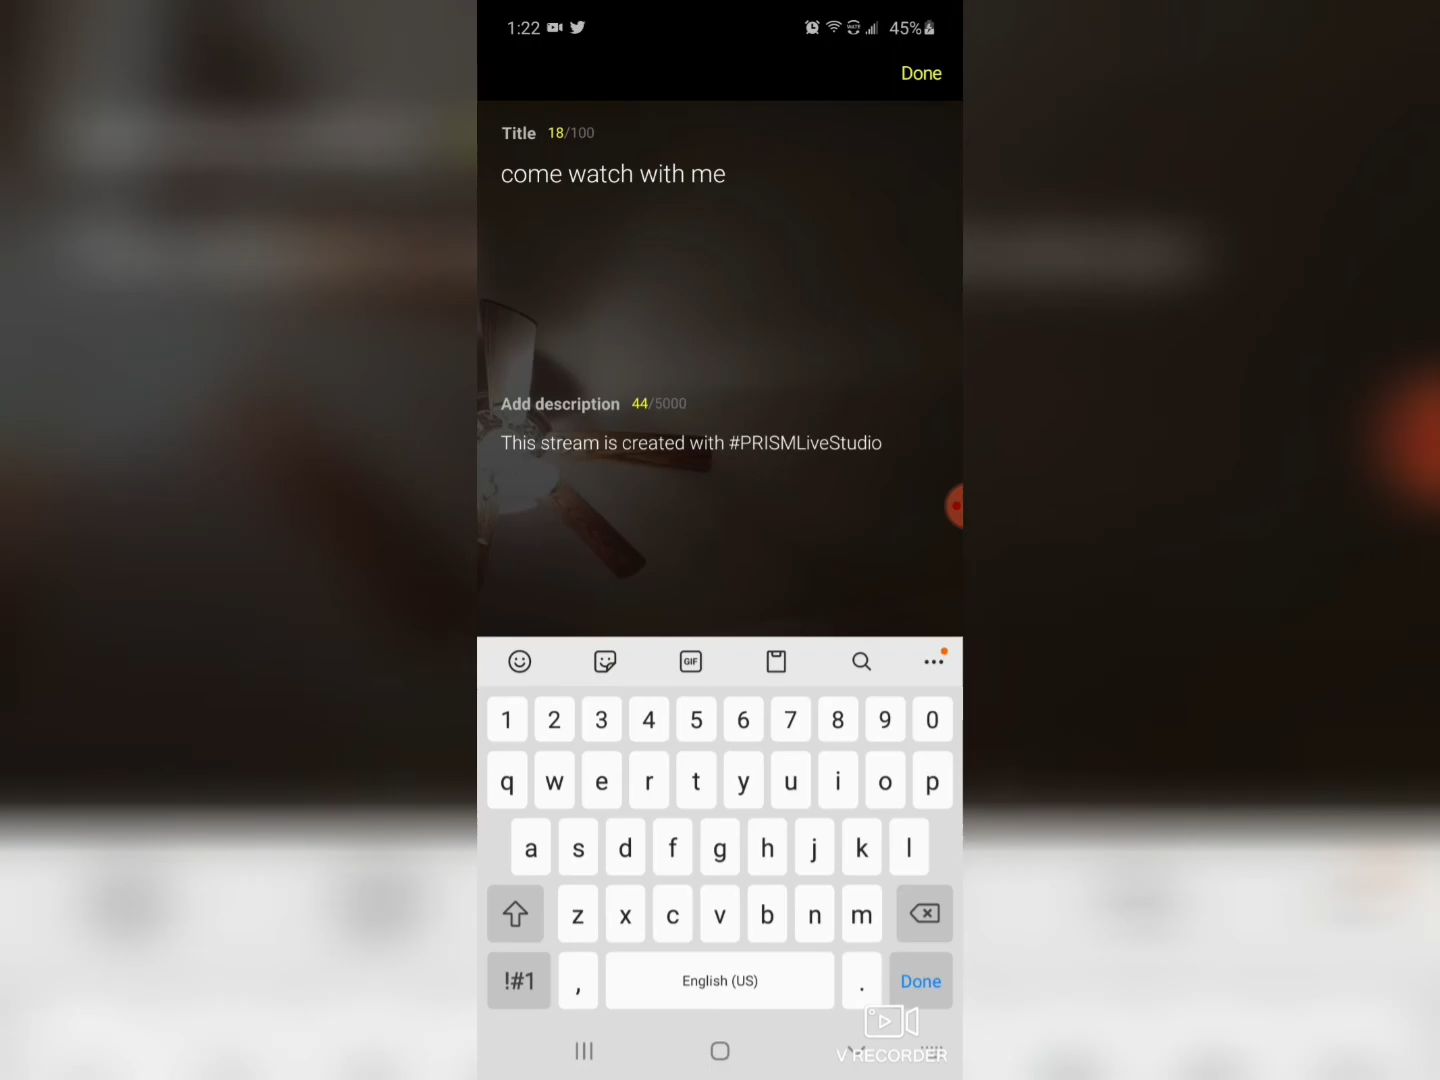 1:22 45%
Done
Title 18/100
come watch with me
Add description 44/5000
This stream is created with #PRISMLiveStudio
GIF
1 2 3 4 5 6 7 8 9 0
q w e r t y u i o p
a s d f g h j k l
z x c v b n m
!#1 , English (US) . Done
V RECORDER